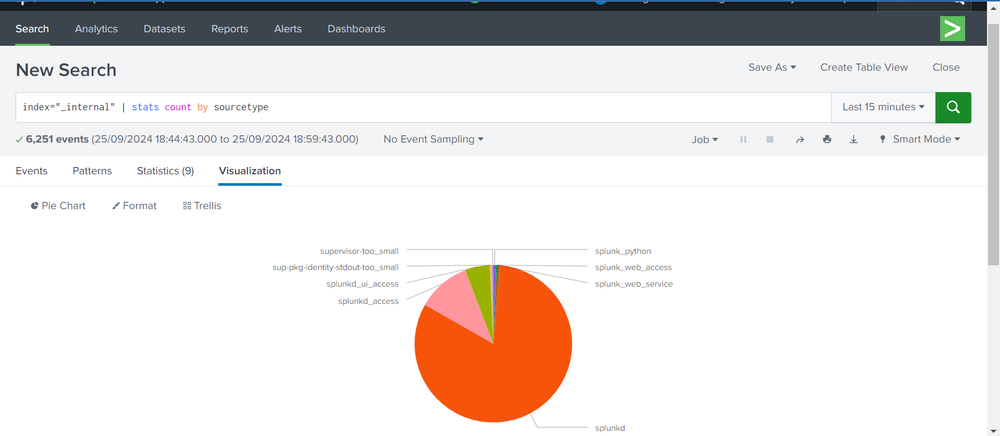 Search Analytics Datasets Reports Alerts Dashboards
New Search
Save As Create Table View Close
index="_internal" | stats count by sourcetype
Last 15 minutes
6,251 events (25/09/2024 18:44:43.000 to 25/09/2024 18:59:43.000) No Event Sampling Job Smart Mode
Events Patterns Statistics (9) Visualization
Pie Chart Format Trellis
supervisor-too_small splunk_python
sup-pkg-identity-stdout-too_small splunk_web_access
splunkd_ui_access splunk_web_service
splunkd_access
splunkd